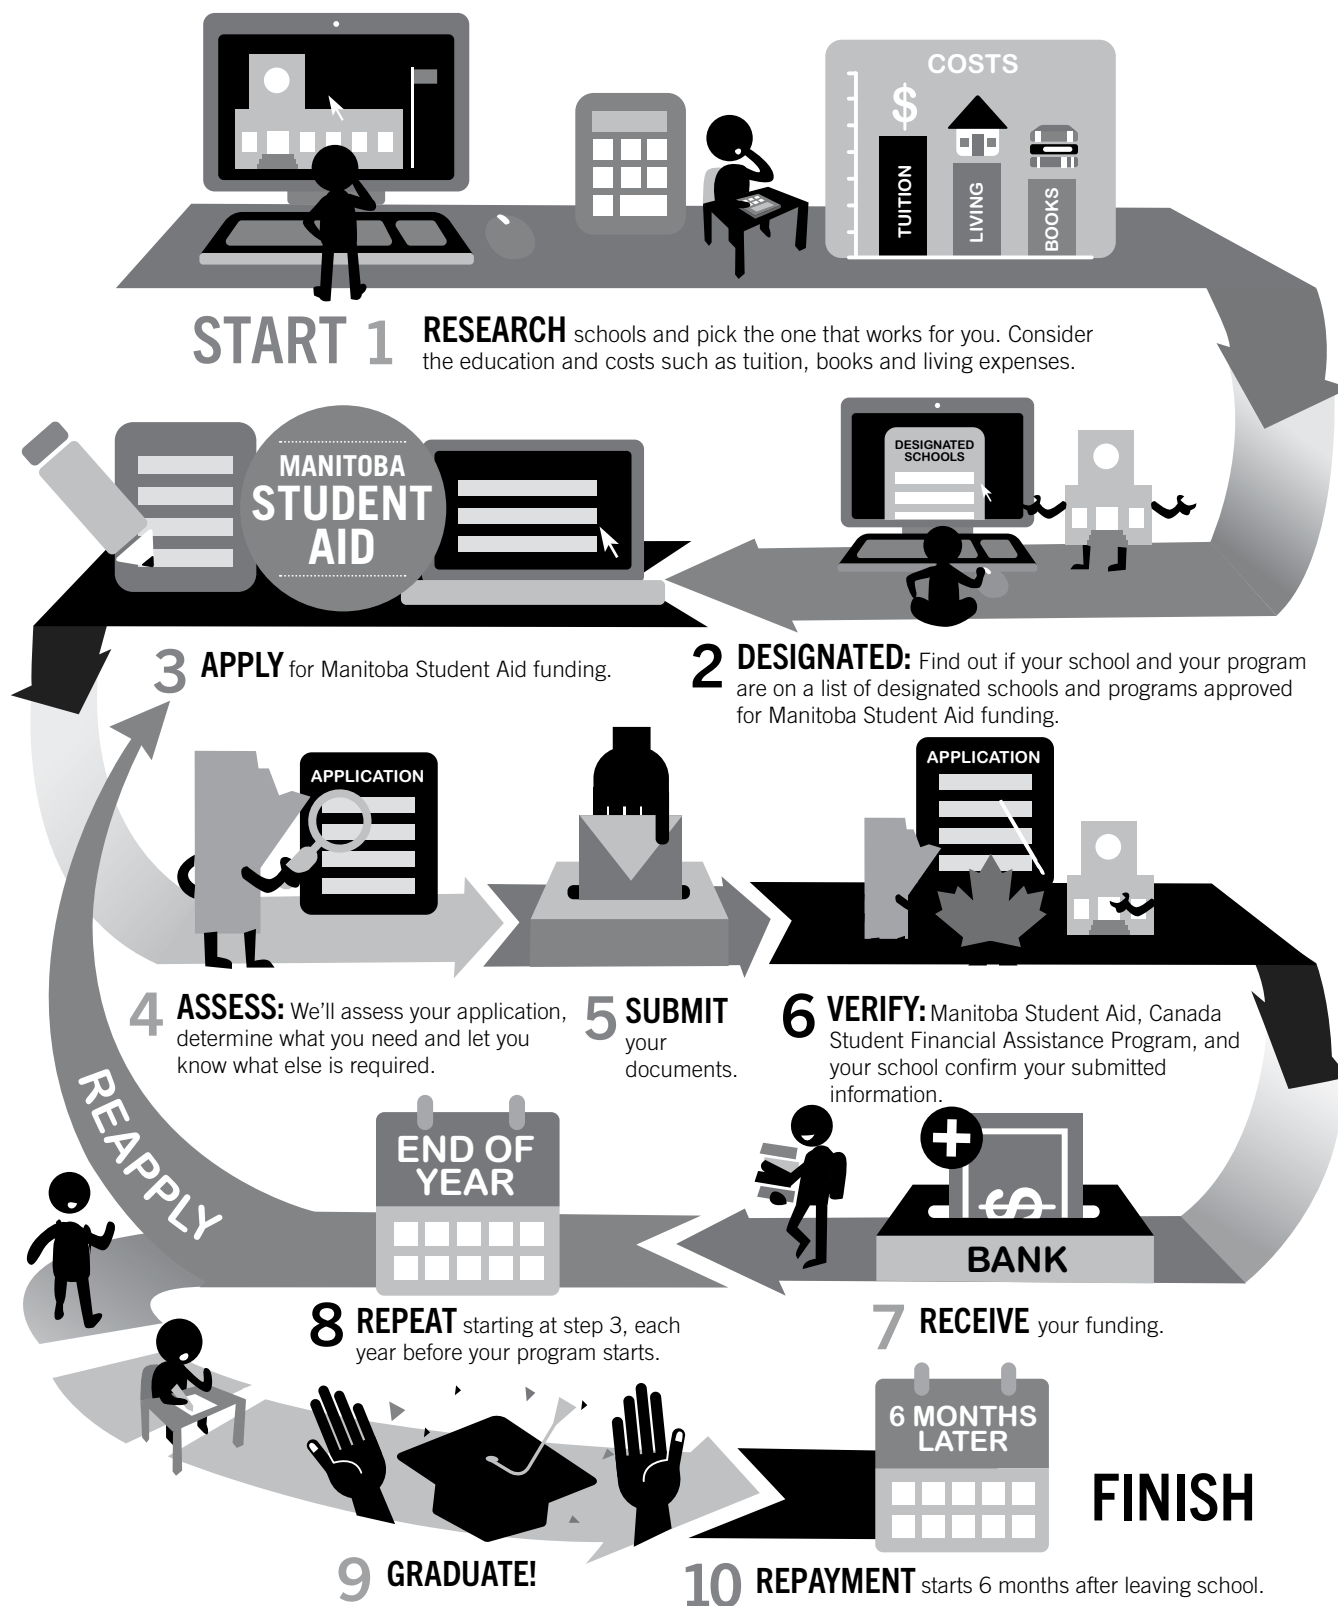 COSTS
$
TUITION
LIVING
BOOKS
START 1
RESEARCH schools and pick the one that works for you. Consider
the education and costs such as tuition, books and living expenses.
DESIGNATED
SCHOOLS
2 DESIGNATED: Find out if your school and your program
are on a list of designated schools and programs approved
for Manitoba Student Aid funding.
MANITOBA
STUDENT
AID
3 APPLY for Manitoba Student Aid funding.
APPLICATION
4 ASSESS: We'll assess your application,
determine what you need and let you
know what else is required.
5 SUBMIT
your
documents.
APPLICATION
6 VERIFY: Manitoba Student Aid, Canada
Student Financial Assistance Program, and
your school confirm your submitted
information.
$
BANK
7 RECEIVE your funding.
END OF
YEAR
8 REPEAT starting at step 3, each
year before your program starts.
REAPPLY
9 GRADUATE!
6 MONTHS
LATER
FINISH
10 REPAYMENT starts 6 months after leaving school.